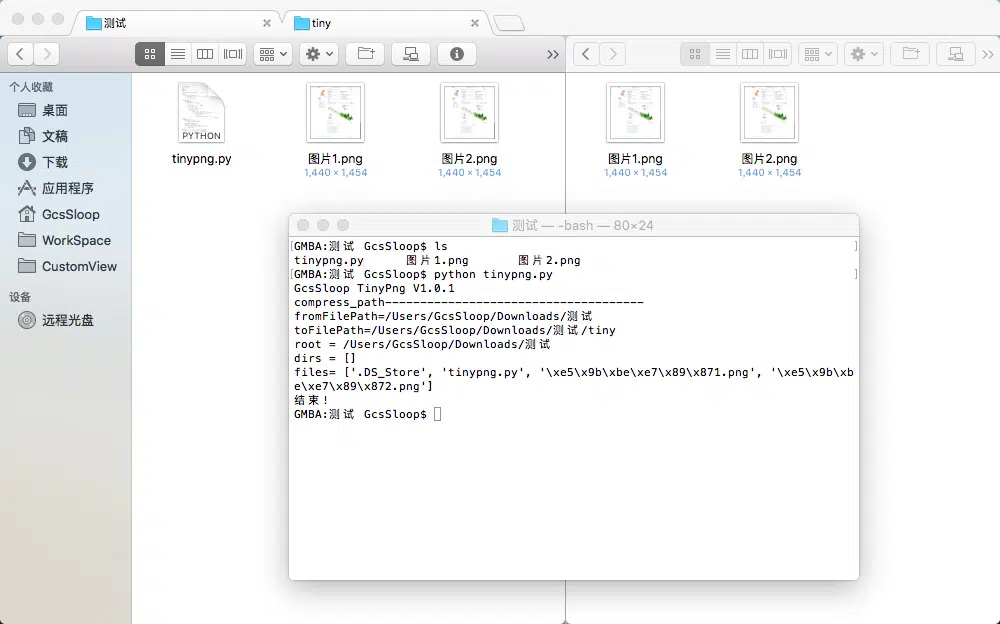 测试
tiny
个人收藏
桌面
文稿
下载
应用程序
GcsSloop
WorkSpace
CustomView
设备
远程光盘
PYTHON
tinypng.py
图片1.png
1,440 × 1,454
图片2.png
1,440 × 1,454
图片1.png
1,440 × 1,454
图片2.png
1,440 × 1,454
测试 — -bash — 80×24
[GMBA:测试 GcsSloop$ ls ]
tinypng.py 图片1.png 图片2.png
[GMBA:测试 GcsSloop$ python tinypng.py ]
GcsSloop TinyPng V1.0.1
compress_path-------------------------------------
fromFilePath=/Users/GcsSloop/Downloads/测试
toFilePath=/Users/GcsSloop/Downloads/测试/tiny
root = /Users/GcsSloop/Downloads/测试
dirs = []
files= ['.DS_Store', 'tinypng.py', '\xe5\x9b\xbe\xe7\x89\x871.png', '\xe5\x9b\xb
e\xe7\x89\x872.png']
结束!
GMBA:测试 GcsSloop$